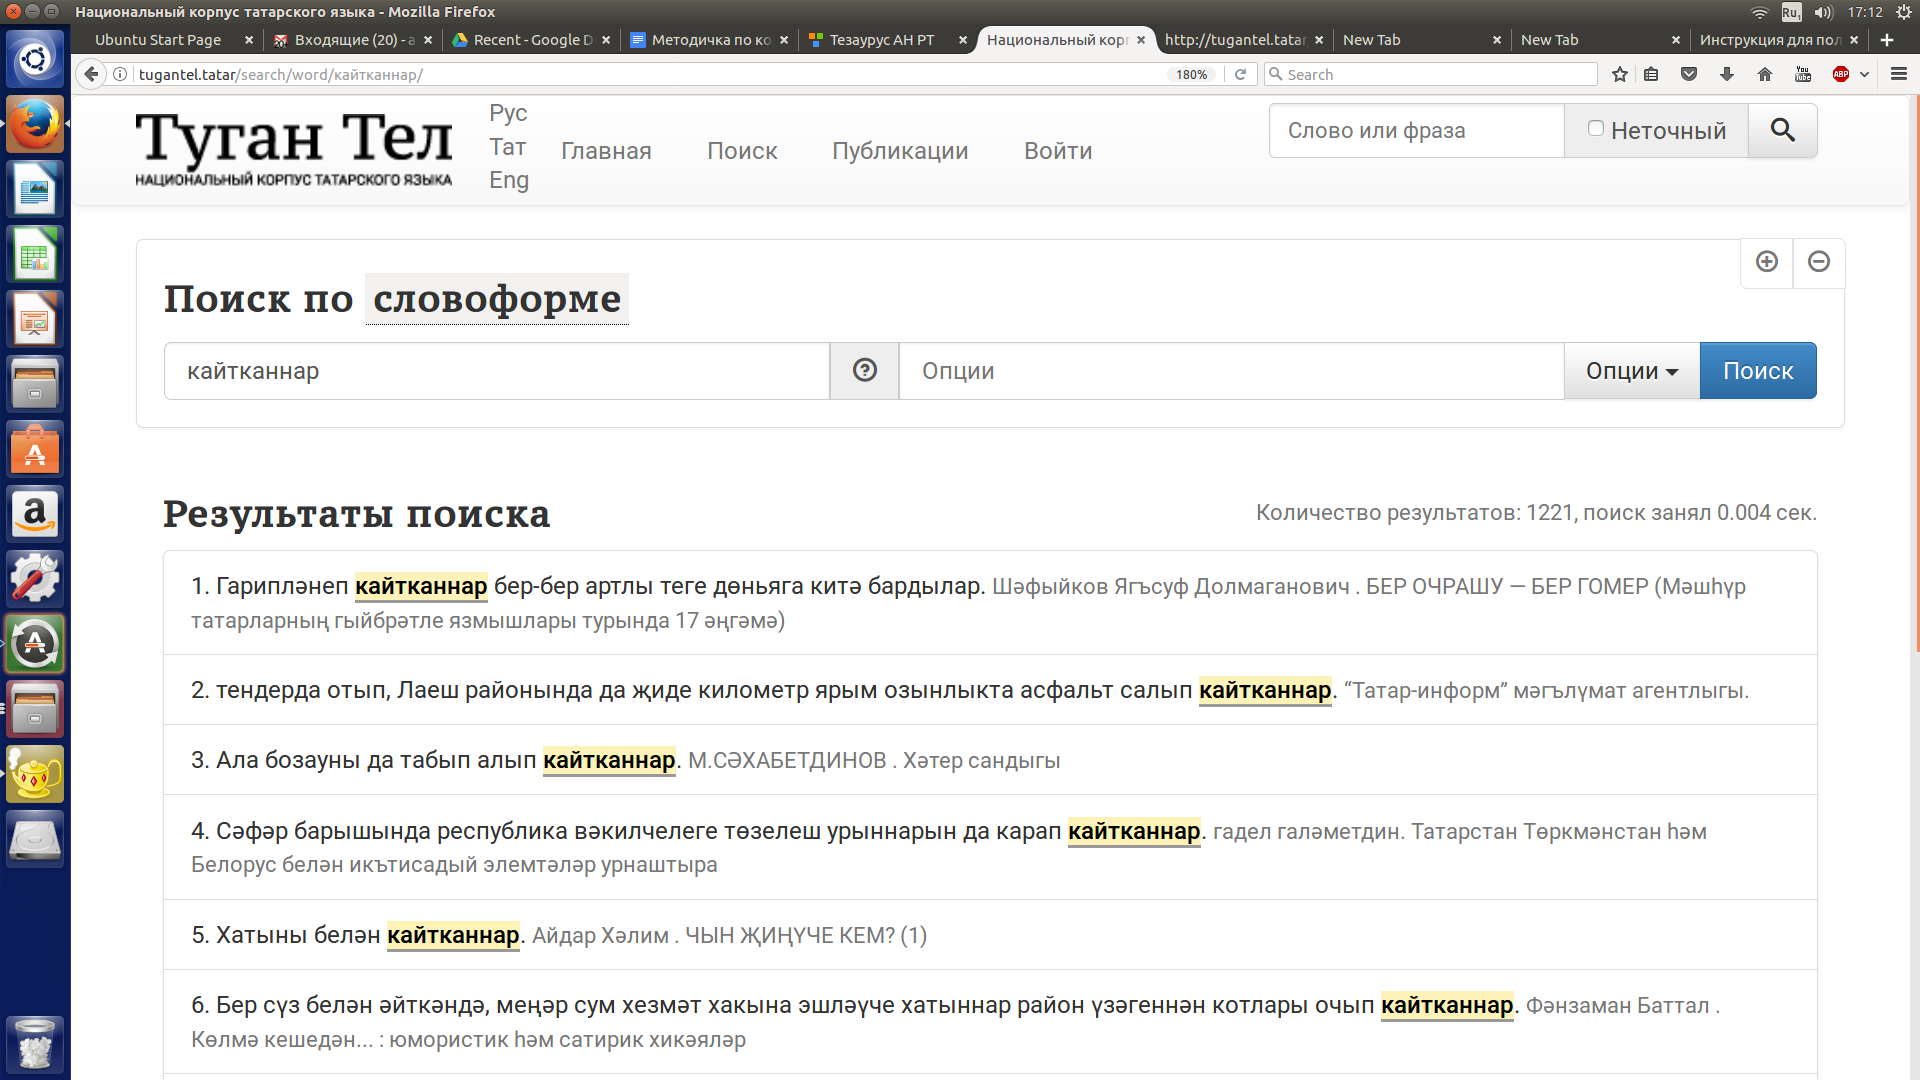 Национальный корпус татарского языка - Mozilla Firefox
Ru1
17:12
Ubuntu Start Page
Входящие (20) - a
Recent - Google D
Методичка по ко
Тезаурус АН РТ
Национальный корп
http://tugantel.tatar
New Tab
New Tab
Инструкция для пол
tugantel.tatar/search/word/кайтканнар/
180%
Search
You Tube
ABP
Туган Тел
НАЦИОНАЛЬНЫЙ КОРПУС ТАТАРСКОГО ЯЗЫКА
Рус
Тат
Eng
Главная
Поиск
Публикации
Войти
Слово или фраза
Неточный
Поиск по словоформе
кайтканнар
Опции
Опции
Поиск
Результаты поиска
Количество результатов: 1221, поиск занял 0.004 сек.
1. Гарипләнеп кайтканнар бер-бер артлы теге дөньяга китә бардылар. Шәфыйков Ягъсуф Долмаганович . БЕР ОЧРАШУ — БЕР ГОМЕР (Мәшһүр
татарларның гыйбрәтле язмышлары турында 17 әңгәмә)
2. тендерда отып, Лаеш районында да җиде километр ярым озынлыкта асфальт салып кайтканнар. “Татар-информ” мәгълүмат агентлыгы.
3. Ала бозауны да табып алып кайтканнар. М.СӘХАБЕТДИНОВ . Хәтер сандыгы
4. Сәфәр барышында республика вәкилчелеге төзелеш урыннарын да карап кайтканнар. гадел галәметдин. Татарстан Төркмәнстан һәм
Белорус белән икътисадый элемтәләр урнаштыра
5. Хатыны белән кайтканнар. Айдар Хәлим . ЧЫН ҖИҢҮЧЕ КЕМ? (1)
6. Бер сүз белән әйткәндә, меңәр сум хезмәт хакына эшләүче хатыннар район үзәгеннән котлары очып кайтканнар. Фәнзаман Баттал .
Көлмә кешедән... : юмористик һәм сатирик хикәяләр